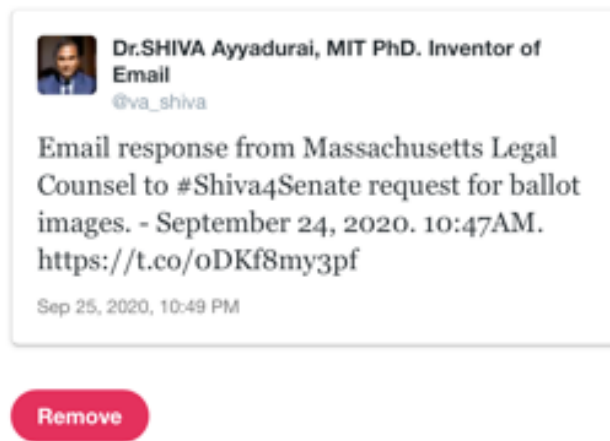 Dr.SHIVA Ayyadurai, MIT PhD. Inventor of
Email
@va_shiva
Email response from Massachusetts Legal
Counsel to #Shiva4Senate request for ballot
images. - September 24, 2020. 10:47AM.
https://t.co/0DKf8my3pf
Sep 25, 2020, 10:49 PM
Remove